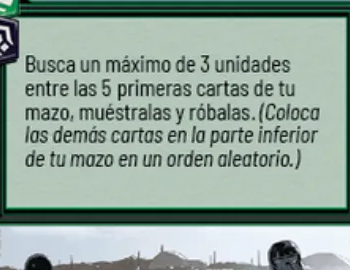 Busca un máximo de 3 unidades
entre las 5 primeras cartas de tu
mazo, muéstralas y róbalas. (Coloca
las demás cartas en la parte inferior
de tu mazo en un orden aleatorio.)